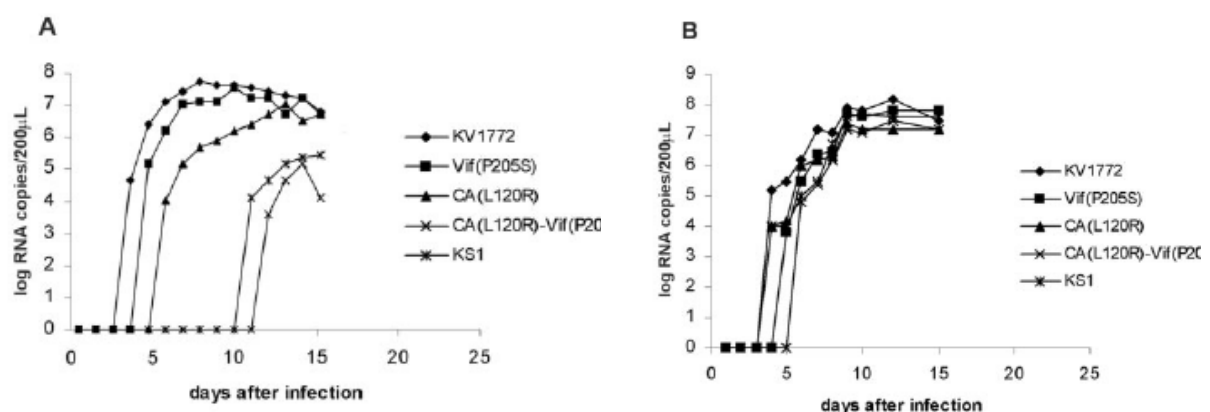 A
log RNA copies/200µL
8
7
6
5
4
3
2
1
0
0 5 10 15 20 25
days after infection
KV1772
Vif(P205S)
CA(L120R)
CA(L120R)-Vif(P20
KS1
B
log RNA copies/200µL
9
8
7
6
5
4
3
2
1
0
0 5 10 15 20 25
days after infection
KV1772
Vif(P205S)
CA(L120R)
CA(L120R)-Vif(P20
KS1